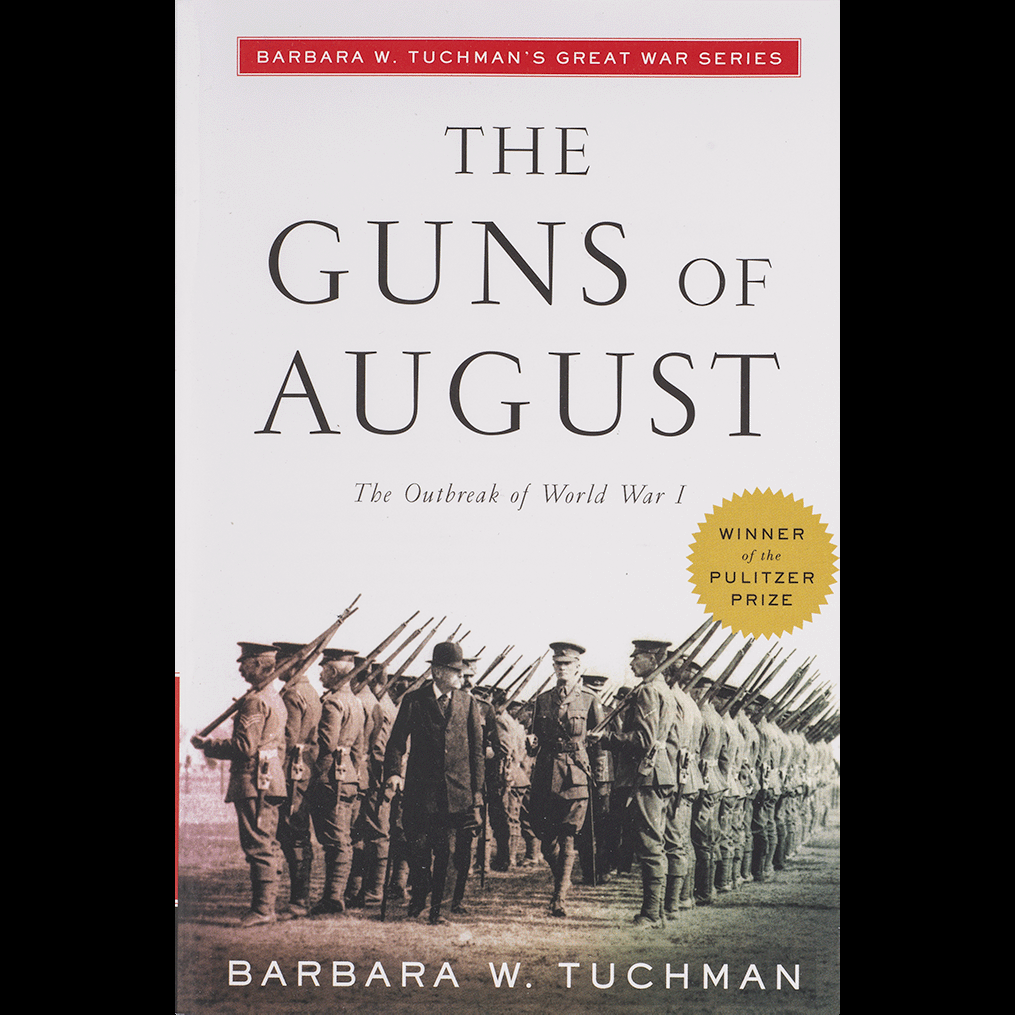 BARBARA W. TUCHMAN'S GREAT WAR SERIES
THE
GUNS OF
AUGUST
The Outbreak of World War I
WINNER
of the
PULITZER
PRIZE
BARBARA W. TUCHMAN